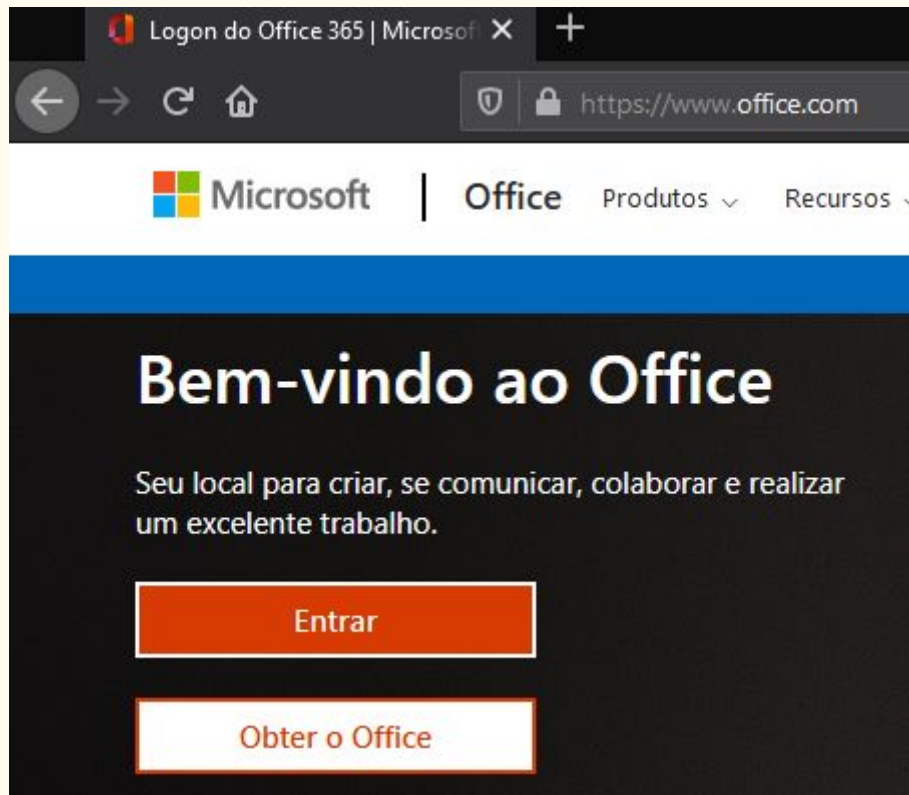 Logon do Office 365 | Microsof
https://www.office.com
Microsoft | Office Produtos Recursos
Bem-vindo ao Office
Seu local para criar, se comunicar, colaborar e realizar
um excelente trabalho.
Entrar
Obter o Office